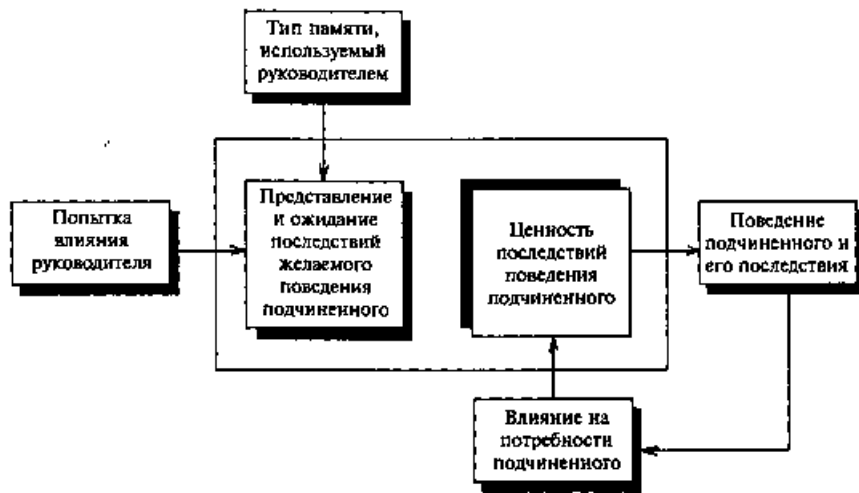 Тип памяти,
используемый
руководителем
Попытка
влияния
руководителя
Представление
и ожидание
последствий
желаемого
поведения
подчиненного
Ценность
последствий
поведения
подчиненного
Поведение
подчиненного и
его последствия
Влияние на
потребности
подчиненного